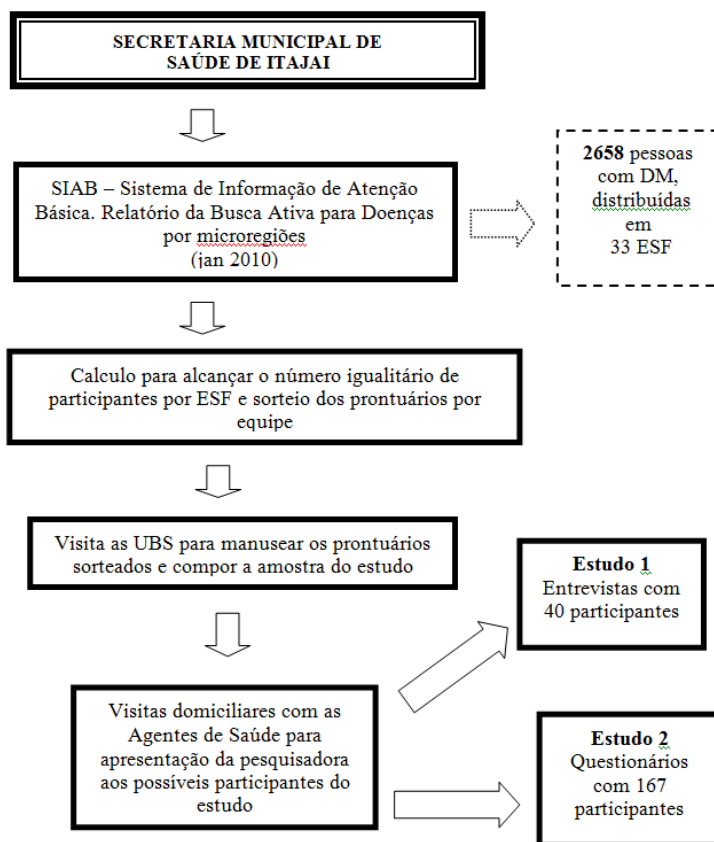 SECRETARIA MUNICIPAL DE
SAÚDE DE ITAJAI
SIAB – Sistema de Informação de Atenção
Básica. Relatório da Busca Ativa para Doenças
por microregiões
(jan 2010)
2658 pessoas
com DM,
distribuídas
em
33 ESF
Calculo para alcançar o número igualitário de
participantes por ESF e sorteio dos prontuários por
equipe
Visita as UBS para manusear os prontuários
sorteados e compor a amostra do estudo
Estudo 1
Entrevistas com
40 participantes
Visitas domiciliares com as
Agentes de Saúde para
apresentação da pesquisadora
aos possíveis participantes do
estudo
Estudo 2
Questionários
com 167
participantes